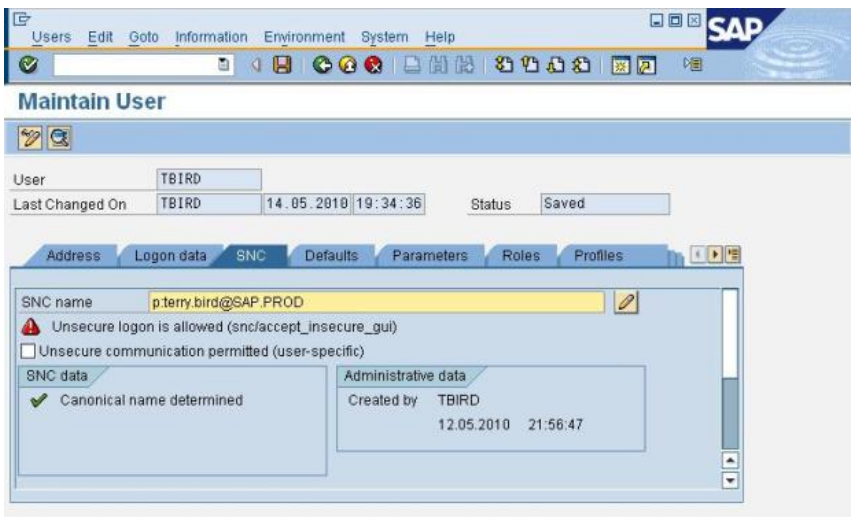 Users Edit Goto Information Environment System Help
SAP
Maintain User
User TBIRD
Last Changed On TBIRD 14.05.2010 19:34:36 Status Saved
Address Logon data SNC Defaults Parameters Roles Profiles
SNC name p:terry.bird@SAP.PROD
Unsecure logon is allowed (snc/accept_insecure_gui)
Unsecure communication permitted (user-specific)
SNC data Administrative data
Canonical name determined Created by TBIRD
12.05.2010 21:56:47